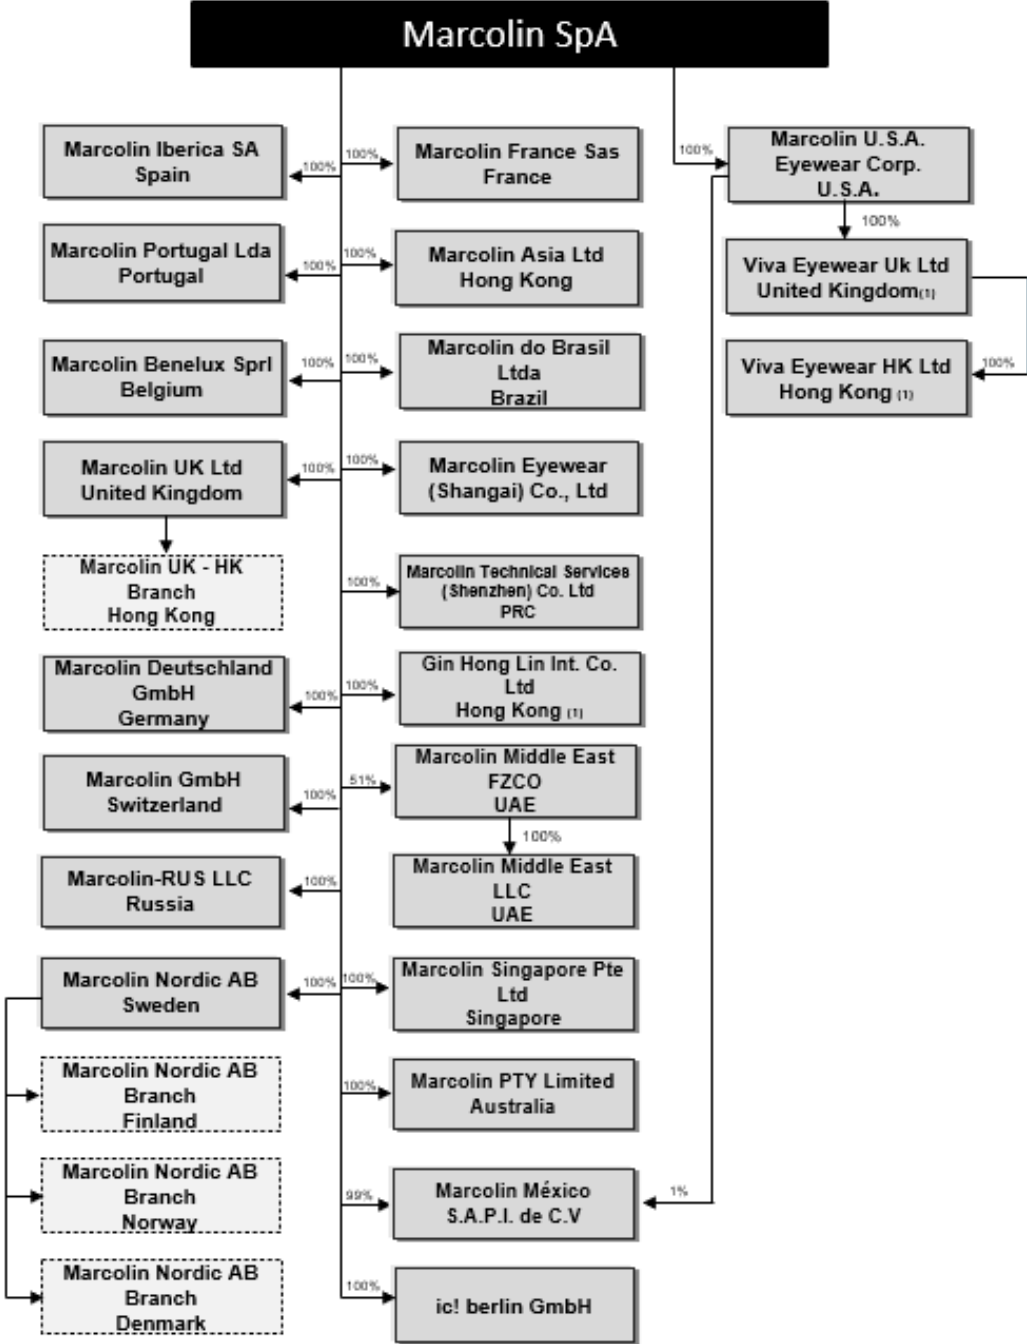 Marcolin SpA
Marcolin Iberica SA
Spain
100%
100%
Marcolin France Sas
France
100%
Marcolin U.S.A.
Eyewear Corp.
U.S.A.
100%
Marcolin Portugal Lda
Portugal
100%
100%
Marcolin Asia Ltd
Hong Kong
Viva Eyewear Uk Ltd
United Kingdom(1)
Marcolin Benelux Sprl
Belgium
100%
100%
Marcolin do Brasil
Ltda
Brazil
Viva Eyewear HK Ltd
Hong Kong (1)
100%
Marcolin UK Ltd
United Kingdom
100%
100%
Marcolin Eyewear
(Shangai) Co., Ltd
Marcolin UK - HK
Branch
Hong Kong
100%
Marcolin Technical Services
(Shenzhen) Co. Ltd
PRC
Marcolin Deutschland
GmbH
Germany
100%
100%
Gin Hong Lin Int. Co.
Ltd
Hong Kong (1)
Marcolin GmbH
Switzerland
100%
51%
Marcolin Middle East
FZCO
UAE
100%
Marcolin-RUS LLC
Russia
100%
Marcolin Middle East
LLC
UAE
Marcolin Nordic AB
Sweden
100%
100%
Marcolin Singapore Pte
Ltd
Singapore
Marcolin Nordic AB
Branch
Finland
100%
Marcolin PTY Limited
Australia
Marcolin Nordic AB
Branch
Norway
99%
Marcolin México
S.A.P.I. de C.V
1%
Marcolin Nordic AB
Branch
Denmark
100%
ic! berlin GmbH